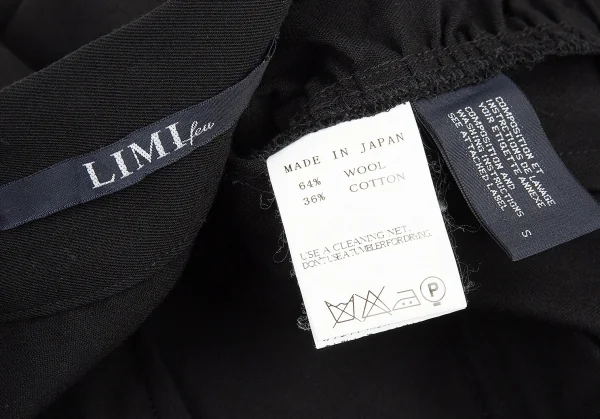 LIMI feu
MADE IN JAPAN
64% WOOL
36% COTTON
USE A CLEANING NET.
DON'T USE A TUMBLER FOR DRYING.
P
COMPOSITION ET
INSTRUCTION DE LAVAGE
VOIR ETIQUETTE ANNEXE
COMPOSITION AND
WASHING INSTRUCTIONS
SEE ATTACHED LABEL
S